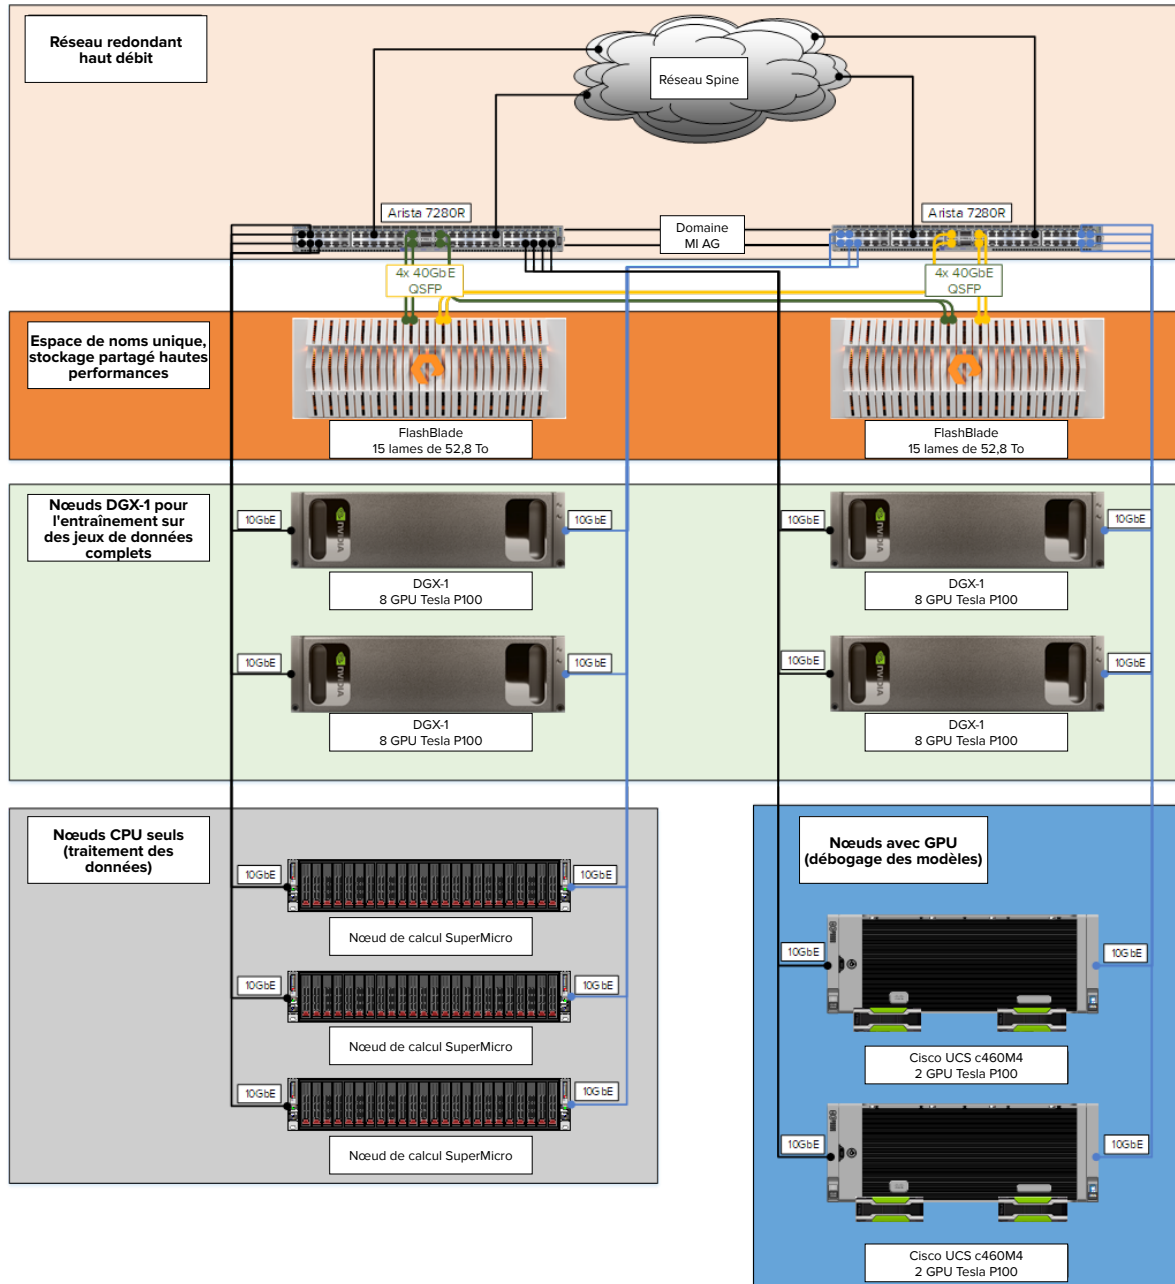 Réseau redondant
haut débit
Réseau Spine
Arista 7280R
Domaine
MI AG
Arista 7280R
4x 40GbE
QSFP
4x 40GbE
QSFP
Espace de noms unique,
stockage partagé hautes
performances
FlashBlade
15 lames de 52,8 To
FlashBlade
15 lames de 52,8 To
Nœuds DGX-1 pour
l'entraînement sur
des jeux de données
complets
10GbE
NVIDIA
10GbE
DGX-1
8 GPU Tesla P100
10GbE
NVIDIA
10GbE
DGX-1
8 GPU Tesla P100
10GbE
NVIDIA
10GbE
DGX-1
8 GPU Tesla P100
10GbE
NVIDIA
10GbE
DGX-1
8 GPU Tesla P100
Nœuds CPU seuls
(traitement des
données)
10GbE
10GbE
Nœud de calcul SuperMicro
10GbE
10GbE
Nœud de calcul SuperMicro
10GbE
10GbE
Nœud de calcul SuperMicro
Nœuds avec GPU
(débogage des modèles)
10GbE
10GbE
Cisco UCS c460M4
2 GPU Tesla P100
10GbE
10GbE
Cisco UCS c460M4
2 GPU Tesla P100